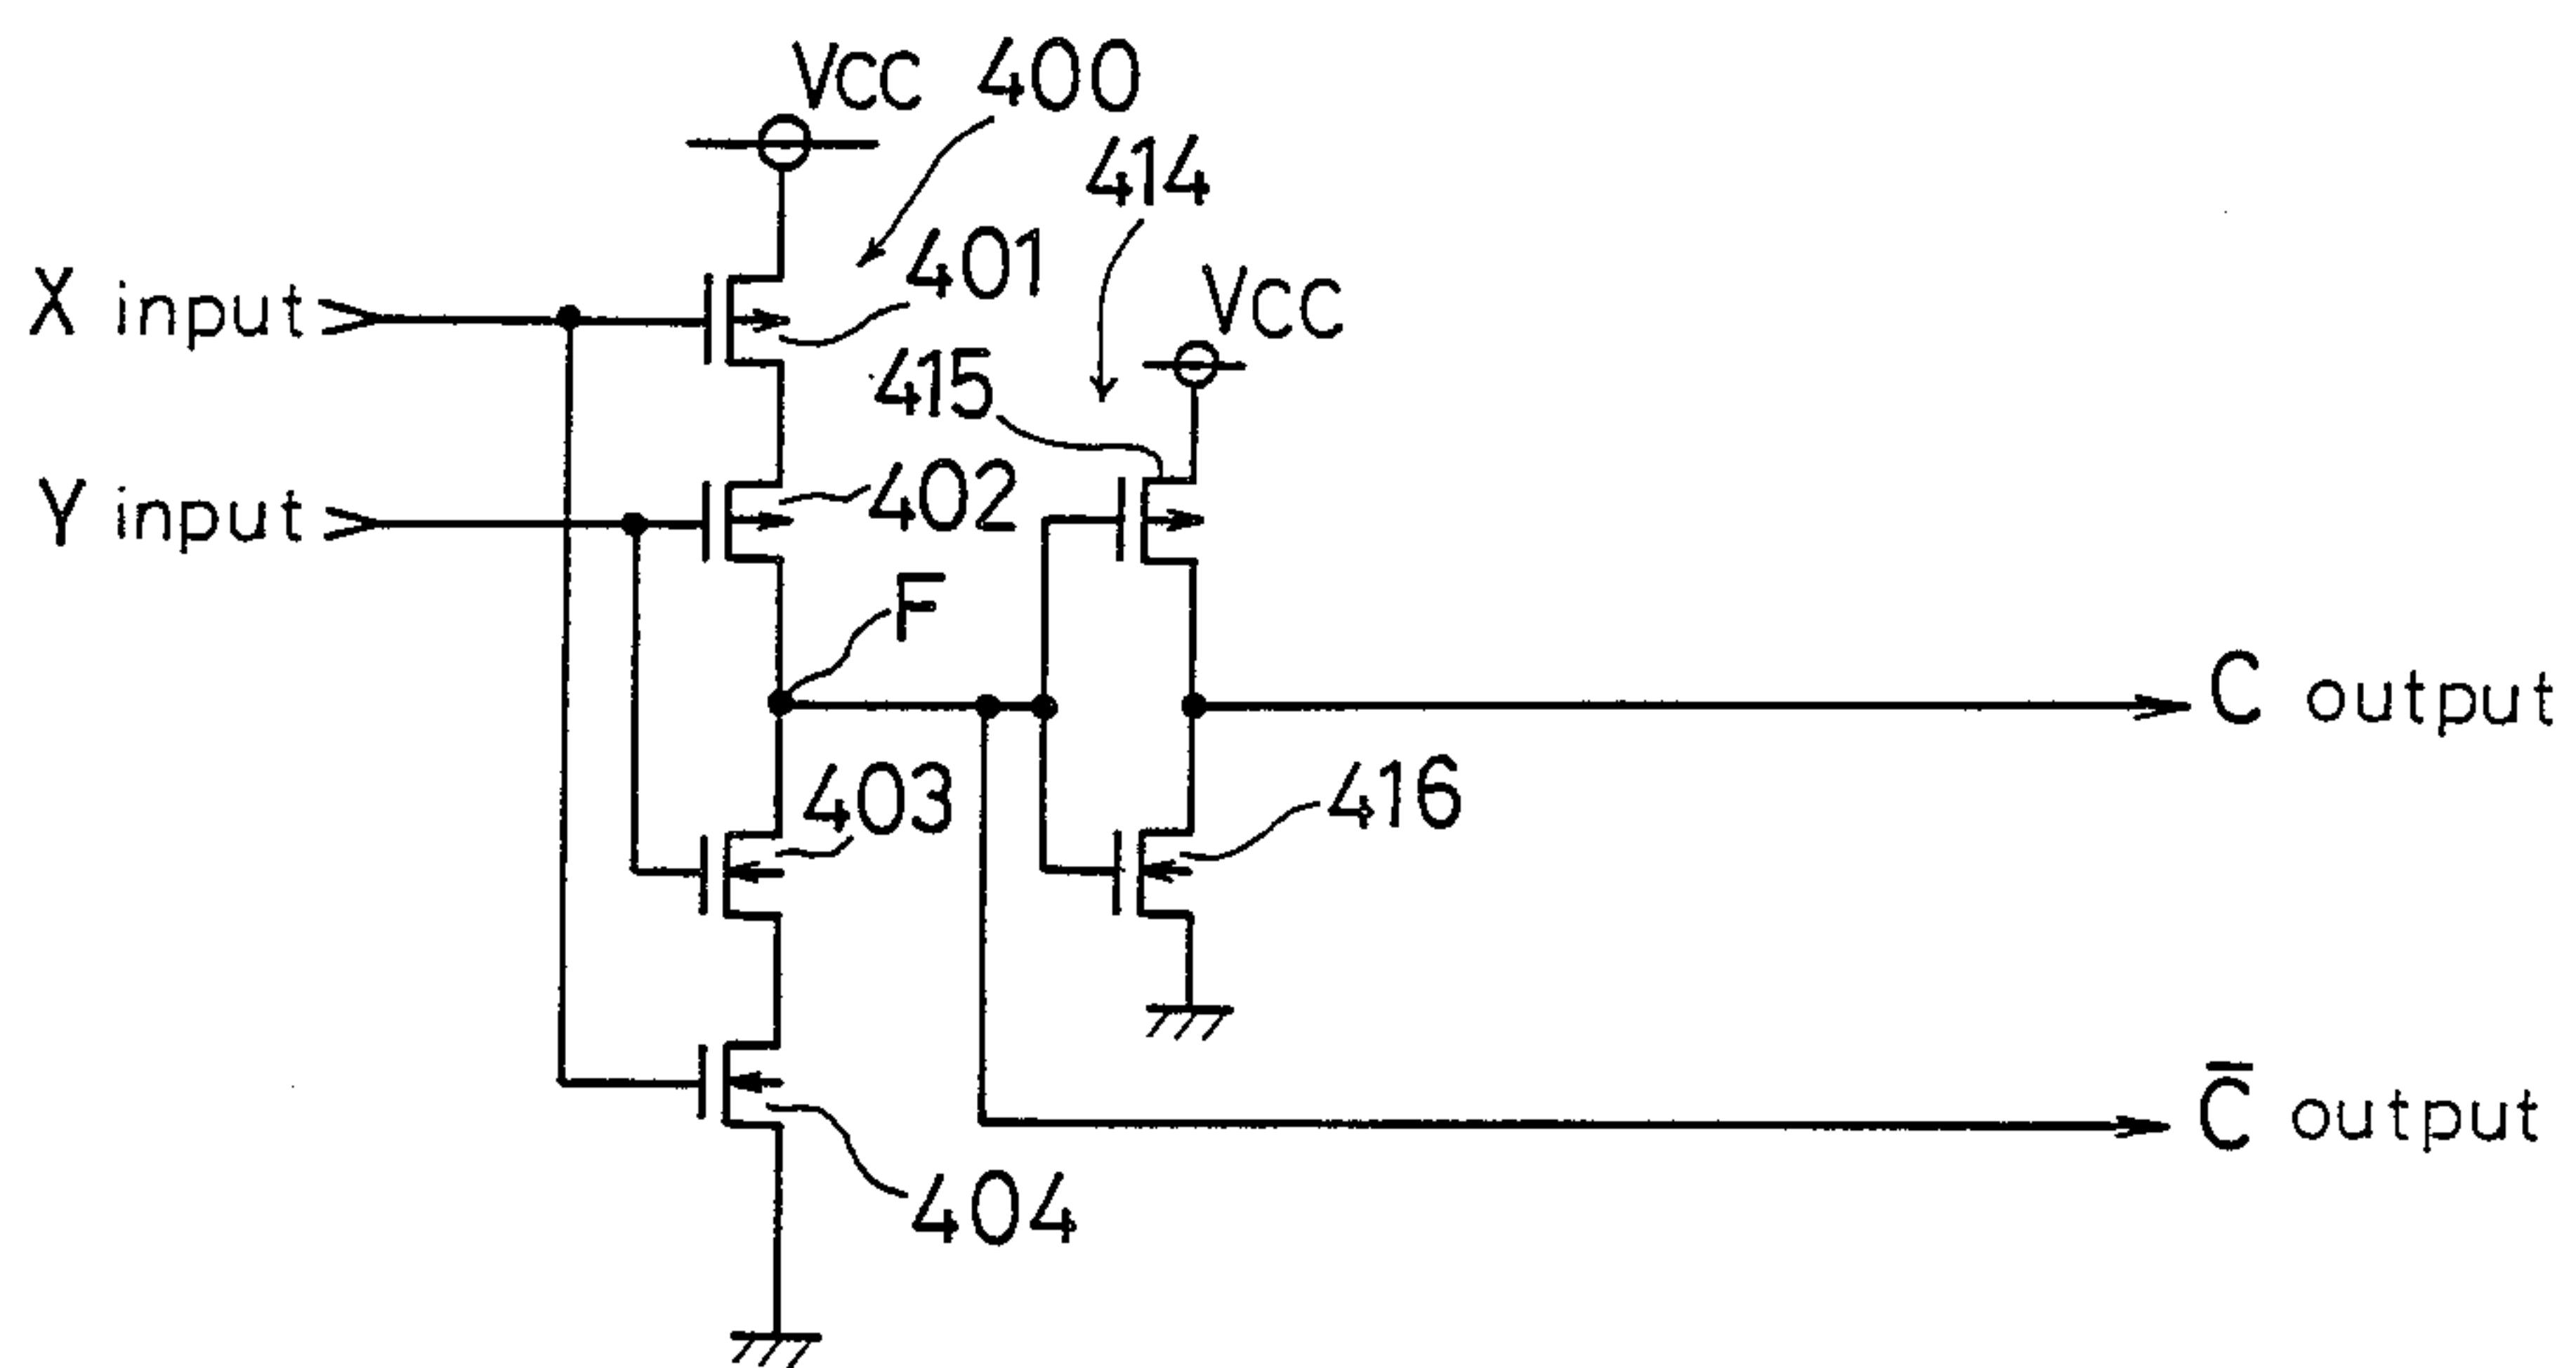 VCC
400
414
X input
401
VCC
415
Y input
402
F
C output
403
416
C̅ output
404